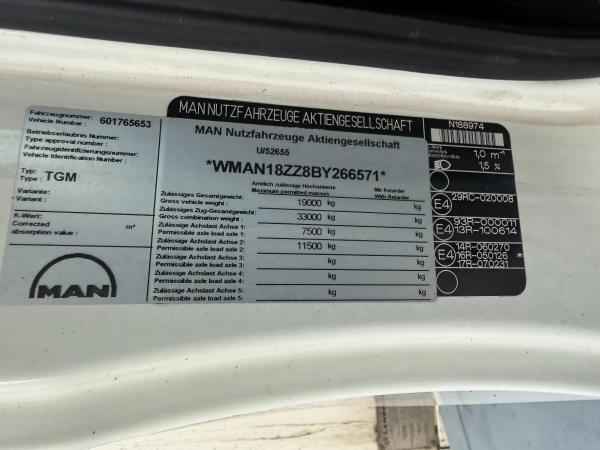 MAN NUTZFAHRZEUGE AKTIENGESELLSCHAFT
Fahrzeugnummer:
Vehicle Number : 601765653
Betriebserlaubnis Nummer:
Type approval number :
Fahrzeugidentifizierungsnummer:
Vehicle Identification Number:
Typ:
Type : TGM
Variante:
Variant :
K-Wert:
Corrected
absorption value : m³
MAN
MAN Nutzfahrzeuge Aktiengesellschaft
U/52655
*WMAN18ZZ8BY266571*
Amtlich zulässige Höchstwerte Mit Retarder
Maximum permitted masses With Retarder
Zulässiges Gesamtgewicht:
Gross vehicle weight : 19000 kg kg
Zulässiges Zug-Gesamtgewicht:
Gross combination weight : 33000 kg kg
Zulässige Achslast Achse 1:
Permissible axle load axle 1: 7500 kg kg
Zulässige Achslast Achse 2:
Permissible axle load axle 2: 11500 kg kg
Zulässige Achslast Achse 3:
Permissible axle load axle 3: kg kg
Zulässige Achslast Achse 4:
Permissible axle load axle 4: kg kg
Zulässige Achslast Achse 5:
Permissible axle load axle 5: kg kg
N188974
1,0 m⁻¹
1,5 %
E4 29RC-020008
E4 93R-000011
13R-100614
E4 14R-060270
16R-050126
17R-070231